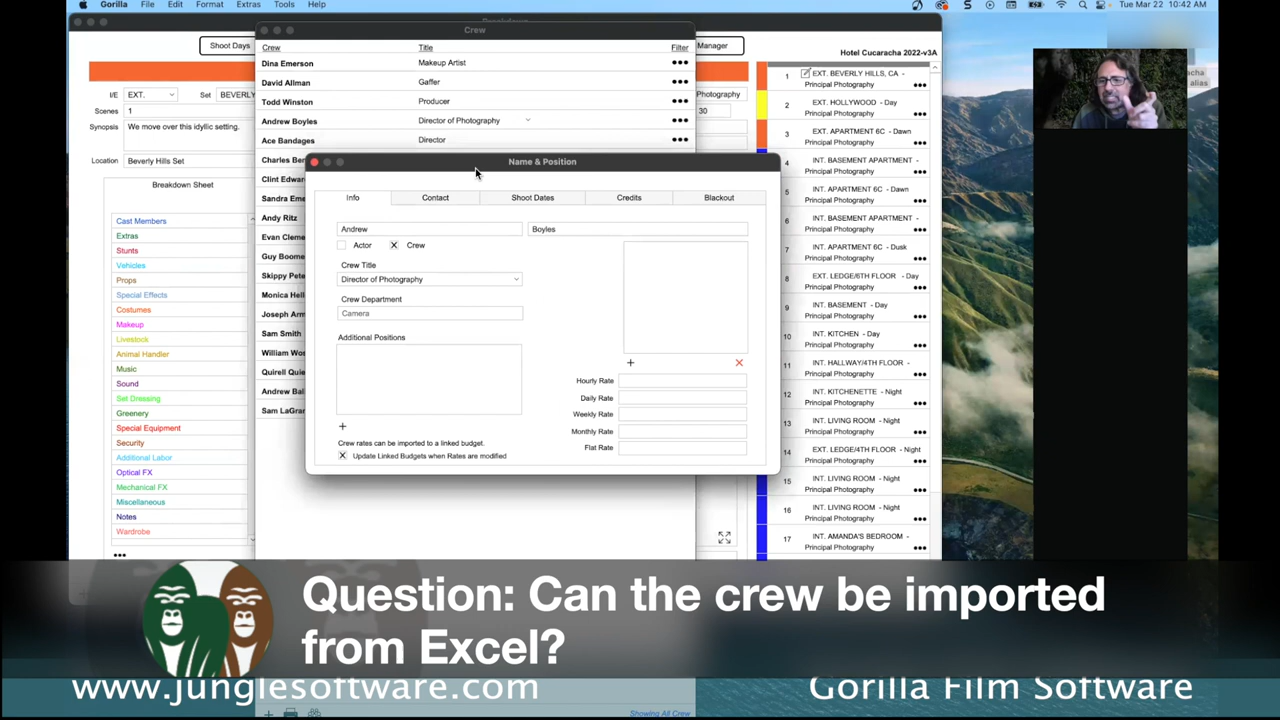 Gorilla File Edit Format Extras Tools Help
Tue Mar 22 10:42 AM
Breakdown
Crew
Shoot Days
Manager
Hotel Cucaracha 2022-v3A
Crew Title Filter
Dina Emerson Makeup Artist
David Allman Gaffer
Todd Winston Producer
Andrew Boyles Director of Photography
Ace Bandages Director
Charles Ber
Clint Edward
Sandra Eme
Andy Ritz
Evan Cleme
Guy Boome
Skippy Pete
Monica Hell
Joseph Arm
Sam Smith
William Wo
Quirell Quie
Andrew Bal
Sam LaGrar
I/E EXT. Set BEVERLY
Photography
Scenes 1
30
Synopsis We move over this idyllic setting.
Location Beverly Hills Set
Breakdown Sheet
Cast Members
Extras
Stunts
Vehicles
Props
Special Effects
Costumes
Makeup
Livestock
Animal Handler
Music
Sound
Set Dressing
Greenery
Special Equipment
Security
Additional Labor
Optical FX
Mechanical FX
Miscellaneous
Notes
Wardrobe
Name & Position
Info Contact Shoot Dates Credits Blackout
Andrew Boyles
Actor X Crew
Crew Title
Director of Photography
Crew Department
Camera
Additional Positions
+
+
Hourly Rate
Daily Rate
Weekly Rate
Monthly Rate
Flat Rate
Crew rates can be imported to a linked budget.
X Update Linked Budgets when Rates are modified
1 EXT. BEVERLY HILLS, CA -
Principal Photography
2 EXT. HOLLYWOOD - Day
Principal Photography
3 EXT. APARTMENT 6C - Dawn
Principal Photography
4 INT. BASEMENT APARTMENT
Principal Photography
5 INT. APARTMENT 6C - Dawn
Principal Photography
6 INT. BASEMENT APARTMENT
Principal Photography
7 INT. APARTMENT 6C - Dusk
Principal Photography
8 EXT. LEDGE/6TH FLOOR - Day
Principal Photography
9 INT. BASEMENT - Day
Principal Photography
10 INT. KITCHEN - Day
Principal Photography
11 INT. HALLWAY/4TH FLOOR -
Principal Photography
12 INT. KITCHENETTE - Night
Principal Photography
13 INT. LIVING ROOM - Night
Principal Photography
14 EXT. LEDGE/4TH FLOOR - Night
Principal Photography
15 INT. LIVING ROOM - Night
Principal Photography
16 INT. LIVING ROOM - Night
Principal Photography
17 INT. AMANDA'S BEDROOM -
Principal Photography
acha
alias
Question: Can the crew be imported
from Excel?
www.junglesoftware.com
Gorilla Film Software
Showing All Crew